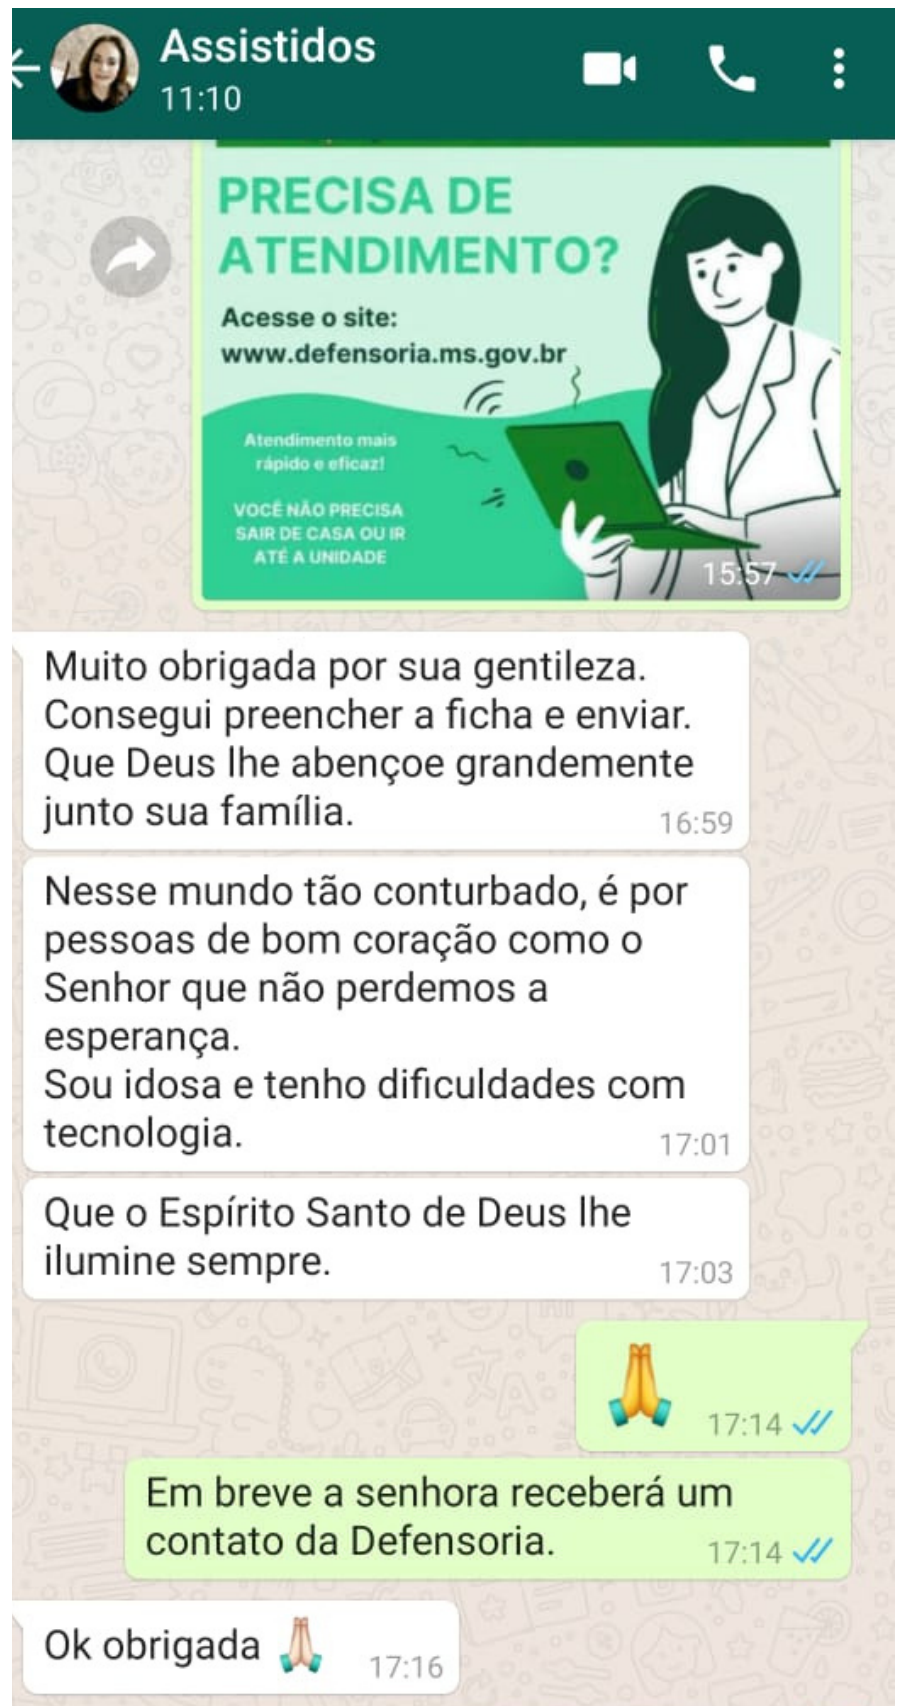 Assistidos
11:10
PRECISA DE
ATENDIMENTO?
Acesse o site:
www.defensoria.ms.gov.br
Atendimento mais
rápido e eficaz!
VOCÊ NÃO PRECISA
SAIR DE CASA OU IR
ATÉ A UNIDADE
15:57
Muito obrigada por sua gentileza.
Consegui preencher a ficha e enviar.
Que Deus lhe abençoe grandemente
junto sua família.
16:59
Nesse mundo tão conturbado, é por
pessoas de bom coração como o
Senhor que não perdemos a
esperança.
Sou idosa e tenho dificuldades com
tecnologia.
17:01
Que o Espírito Santo de Deus lhe
ilumine sempre.
17:03
🙏
17:14
Em breve a senhora receberá um
contato da Defensoria.
17:14
Ok obrigada 🙏🏻
17:16